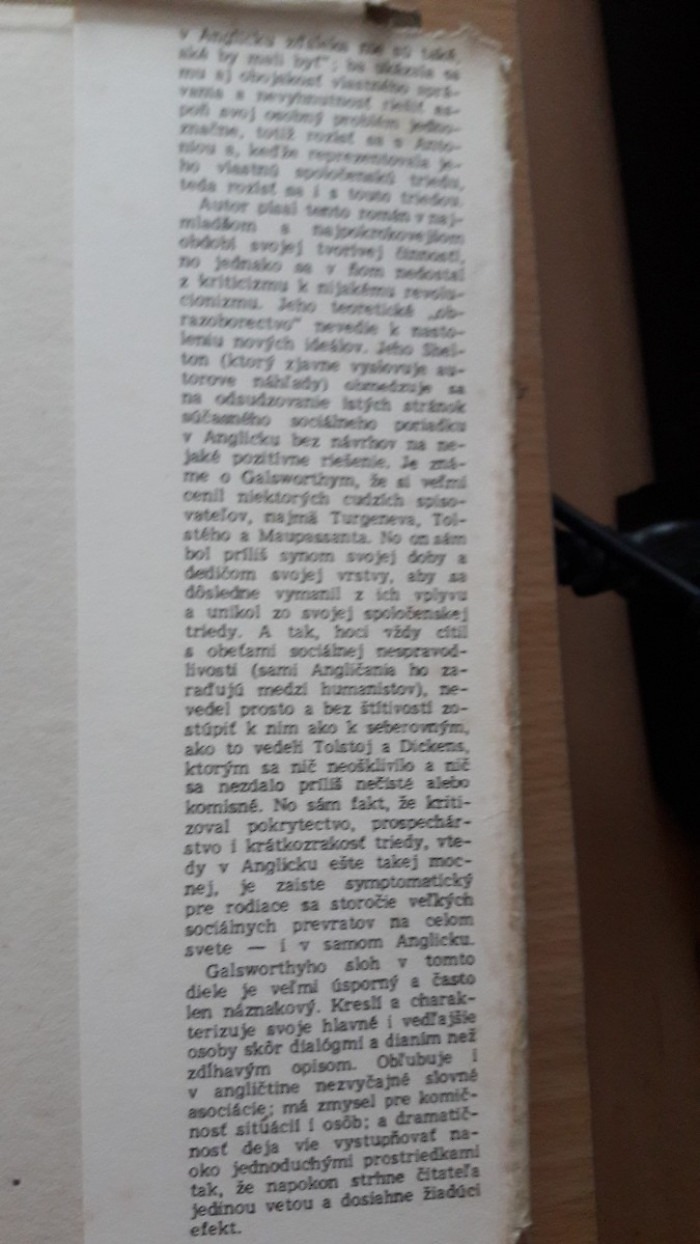 v Anglicku zďaleka nie sú také,
aké by mali byť"; ba ukázala sa
mu aj obojakosť vlastného sprá-
vania a nevyhnutnosť riešiť as-
poň svoj osobný problém jedno-
značne, totiž rozísť sa s Anto-
niou a, keďže reprezentovala je-
ho vlastnú spoločenskú triedu,
teda rozísť sa i s touto triedou.
Autor písal tento román v naj-
mladšom a najpokrokovejšom
období svojej tvorivej činnosti,
no jednako sa v ňom nedostal
z kriticizmu k nijakému revolu-
cionizmu. Jeho teoretické „ob-
razoborectvo" nevedie k nasto-
leniu nových ideálov. Jeho Shel-
ton (ktorý zjavne vyslovuje au-
torove náhľady) obmedzuje sa
na odsudzovanie istých stránok
súčasného sociálneho poriadku
v Anglicku bez návrhov na ne-
jaké pozitívne riešenie. Je zná-
me o Galsworthym, že si veľmi
cenil niektorých cudzích spiso-
vateľov, najmä Turgeneva, Tol-
stého a Maupassanta. No on sám
bol príliš synom svojej doby a
dedičom svojej vrstvy, aby sa
dôsledne vymanil z ich vplyvu
a unikol zo svojej spoločenskej
triedy. A tak, hoci vždy cítil
s obeťami sociálnej nespravod-
livosti (sami Angličania ho za-
raďujú medzi humanistov), ne-
vedel prosto a bez štítivosti zo-
stúpiť k nim ako k seberovným,
ako to vedeli Tolstoj a Dickens,
ktorým sa nič neošklivilo a nič
sa nezdalo príliš nečisté alebo
komisné. No sám fakt, že kriti-
zoval pokrytectvo, prospechár-
stvo i krátkozrakosť triedy, vte-
dy v Anglicku ešte takej moc-
nej, je zaiste symptomatický
pre rodiace sa storočie veľkých
sociálnych prevratov na celom
svete — i v samom Anglicku.
Galsworthyho sloh v tomto
diele je veľmi úsporný a často
len náznakový. Kreslí a charak-
terizuje svoje hlavné i vedľajšie
osoby skôr dialógmi a dianím než
zdĺhavým opisom. Obľubuje i
v angličtine nezvyčajné slovné
asociácie; má zmysel pre komič-
nosť situácií i osôb; a dramatič-
nosť deja vie vystupňovať na-
oko jednoduchými prostriedkami
tak, že napokon strhne čitateľa
jedinou vetou a dosiahne žiadúci
efekt.